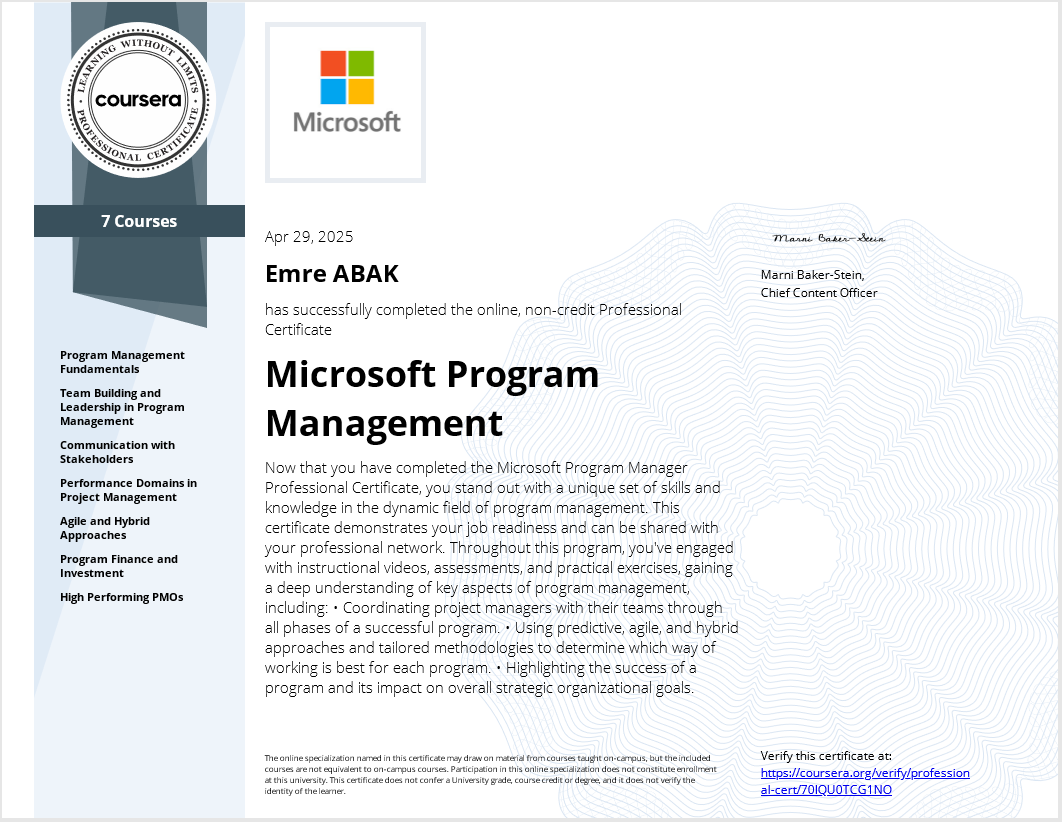 LEARNING WITHOUT LIMITS
coursera
PROFESSIONAL CERTIFICATE
7 Courses
Program Management
Fundamentals
Team Building and
Leadership in Program
Management
Communication with
Stakeholders
Performance Domains in
Project Management
Agile and Hybrid
Approaches
Program Finance and
Investment
High Performing PMOs
Microsoft
Apr 29, 2025
Emre ABAK
has successfully completed the online, non-credit Professional
Certificate
Microsoft Program
Management
Now that you have completed the Microsoft Program Manager
Professional Certificate, you stand out with a unique set of skills and
knowledge in the dynamic field of program management. This
certificate demonstrates your job readiness and can be shared with
your professional network. Throughout this program, you've engaged
with instructional videos, assessments, and practical exercises, gaining
a deep understanding of key aspects of program management,
including: • Coordinating project managers with their teams through
all phases of a successful program. • Using predictive, agile, and hybrid
approaches and tailored methodologies to determine which way of
working is best for each program. • Highlighting the success of a
program and its impact on overall strategic organizational goals.
The online specialization named in this certificate may draw on material from courses taught on-campus, but the included
courses are not equivalent to on-campus courses. Participation in this online specialization does not constitute enrollment
at this university. This certificate does not confer a University grade, course credit or degree, and it does not verify the
identity of the learner.
Marni Baker-Stein
Marni Baker-Stein,
Chief Content Officer
Verify this certificate at:
https://coursera.org/verify/profession
al-cert/70IQU0TCG1NO